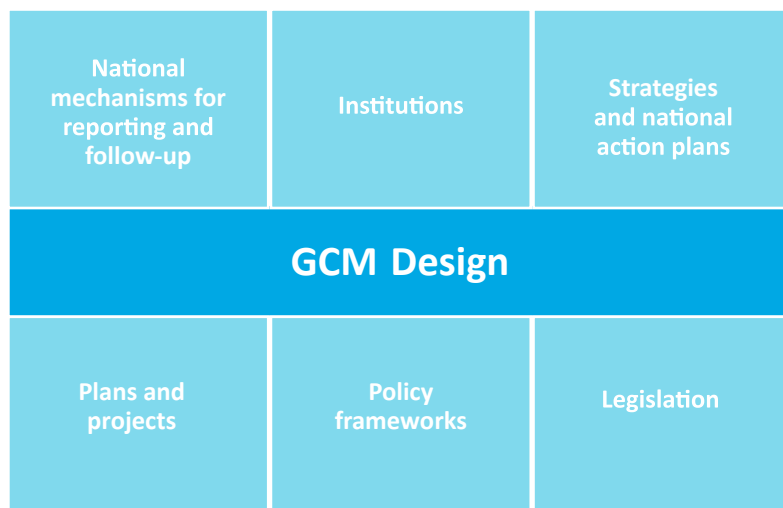 National
mechanisms for
reporting and
follow-up
Institutions
Strategies
and national
action plans
GCM Design
Plans and
projects
Policy
frameworks
Legislation